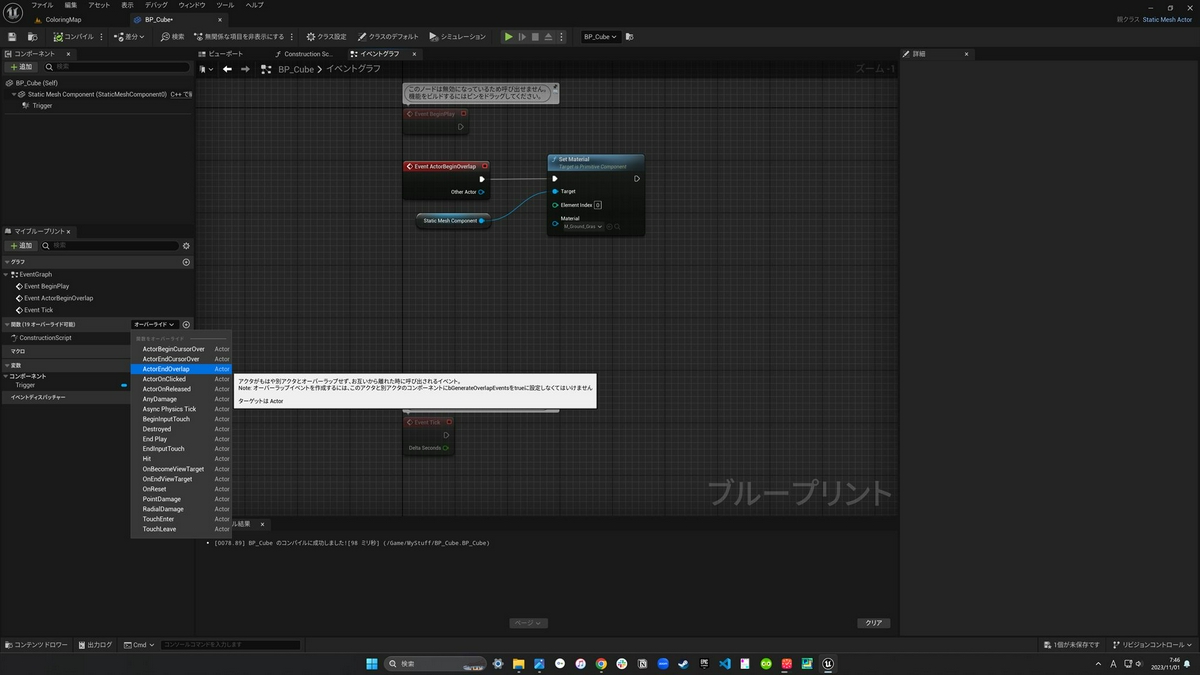 ファイル 編集 アセット 表示 デバッグ ウィンドウ ツール ヘルプ
ColoringMap
BP_Cube*
親クラス Static Mesh Actor
コンパイル
差分
検索
無関係な項目を非表示にする
クラス設定
クラスのデフォルト
シミュレーション
BP_Cube
コンポーネント
ビューポート
Construction Sc...
イベントグラフ
詳細
追加
検索
BP_Cube > イベントグラフ
ズーム -1
BP_Cube (Self)
Static Mesh Component (StaticMeshComponent0)
Trigger
このノードは無効になっているため呼び出せません。
機能をビルドするにはピンをドラッグしてください。
Event BeginPlay
Event ActorBeginOverlap
Other Actor
Static Mesh Component
Set Material
Target is Primitive Component
Target
Element Index 0
Material
M_Ground_Gras
マイブループリント
追加
検索
グラフ
EventGraph
Event BeginPlay
Event ActorBeginOverlap
Event Tick
関数 (19 オーバーライド可能)
オーバーライド
ConstructionScript
マクロ
変数
コンポーネント
Trigger
イベントディスパッチャー
関数をオーバーライド
ActorBeginCursorOver Actor
ActorEndCursorOver Actor
ActorEndOverlap Actor
ActorOnClicked Actor
ActorOnReleased Actor
AnyDamage Actor
Async Physics Tick Actor
BeginInputTouch Actor
Destroyed Actor
End Play Actor
EndInputTouch Actor
Hit Actor
OnBecomeViewTarget Actor
OnEndViewTarget Actor
OnReset Actor
PointDamage Actor
RadialDamage Actor
TouchEnter Actor
TouchLeave Actor
アクタがもはや別アクタとオーバーラップせず、お互いから離れた時に呼び出されるイベント。
Note: オーバーラップイベントを作成するには、このアクタと別アクタのコンポーネントにbGenerateOverlapEventsをtrueに設定しなくてはいけません
ターゲットは Actor
Event Tick
Delta Seconds
ブループリント
ル結果
[0078.89] BP_Cube のコンパイルに成功しました![98 ミリ秒] (/Game/MyStuff/BP_Cube.BP_Cube)
ページ
クリア
コンテンツドロワー
出力ログ
Cmd
コンソールコマンドを入力します
1個が未保存です
リビジョンコントロール
検索
A
7:46
2023/11/01